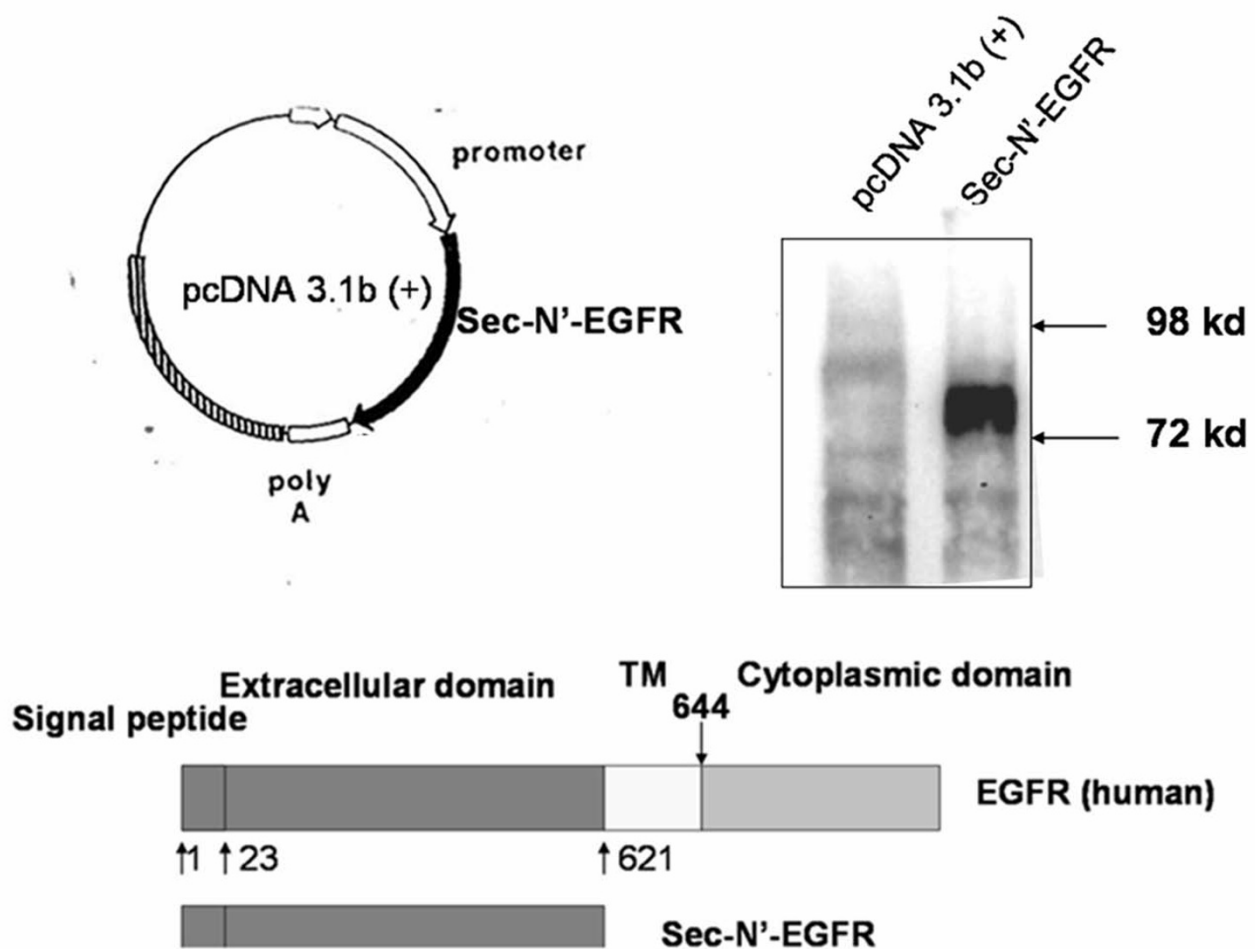 promoter
pcDNA 3.1b (+)
Sec-N'-EGFR
poly
A
pcDNA 3.1b (+)
Sec-N'-EGFR
98 kd
72 kd
Signal peptide
Extracellular domain
TM
644
Cytoplasmic domain
EGFR (human)
1
23
621
Sec-N'-EGFR